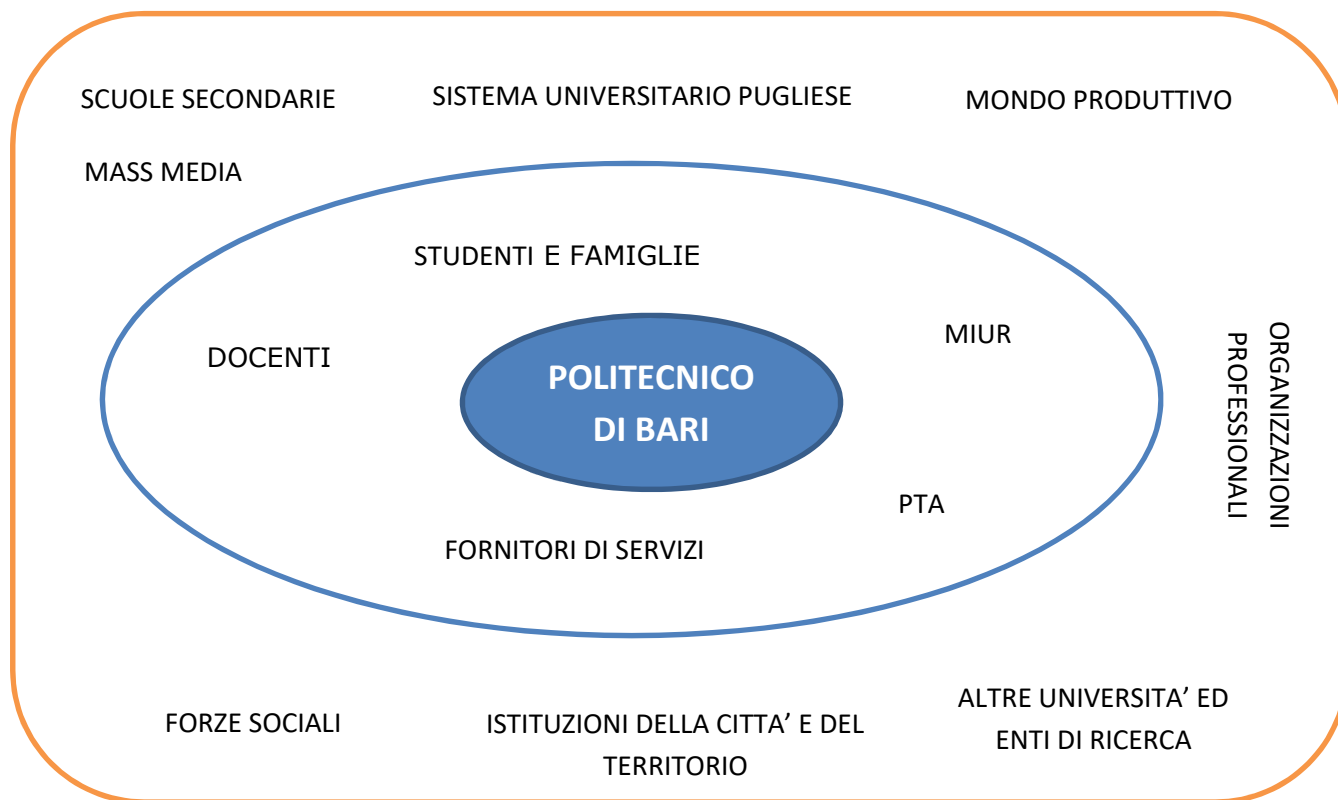 SCUOLE SECONDARIE
SISTEMA UNIVERSITARIO PUGLIESE
MONDO PRODUTTIVO
MASS MEDIA
STUDENTI E FAMIGLIE
MIUR
DOCENTI
POLITECNICO
DI BARI
ORGANIZZAZIONI
PROFESSIONALI
PTA
FORNITORI DI SERVIZI
FORZE SOCIALI
ISTITUZIONI DELLA CITTA’ E DEL
TERRITORIO
ALTRE UNIVERSITA’ ED
ENTI DI RICERCA